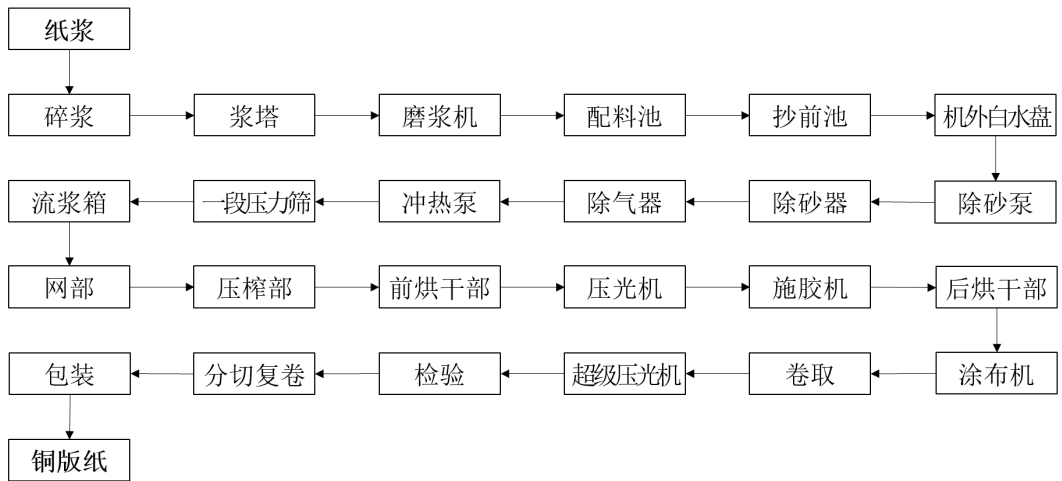 纸浆
碎浆 浆塔 磨浆机 配料池 抄前池 机外白水盘
流浆箱 一段压力筛 冲热泵 除气器 除砂器 除砂泵
网部 压榨部 前烘干部 压光机 施胶机 后烘干部
包装 分切复卷 检验 超级压光机 卷取 涂布机
铜版纸